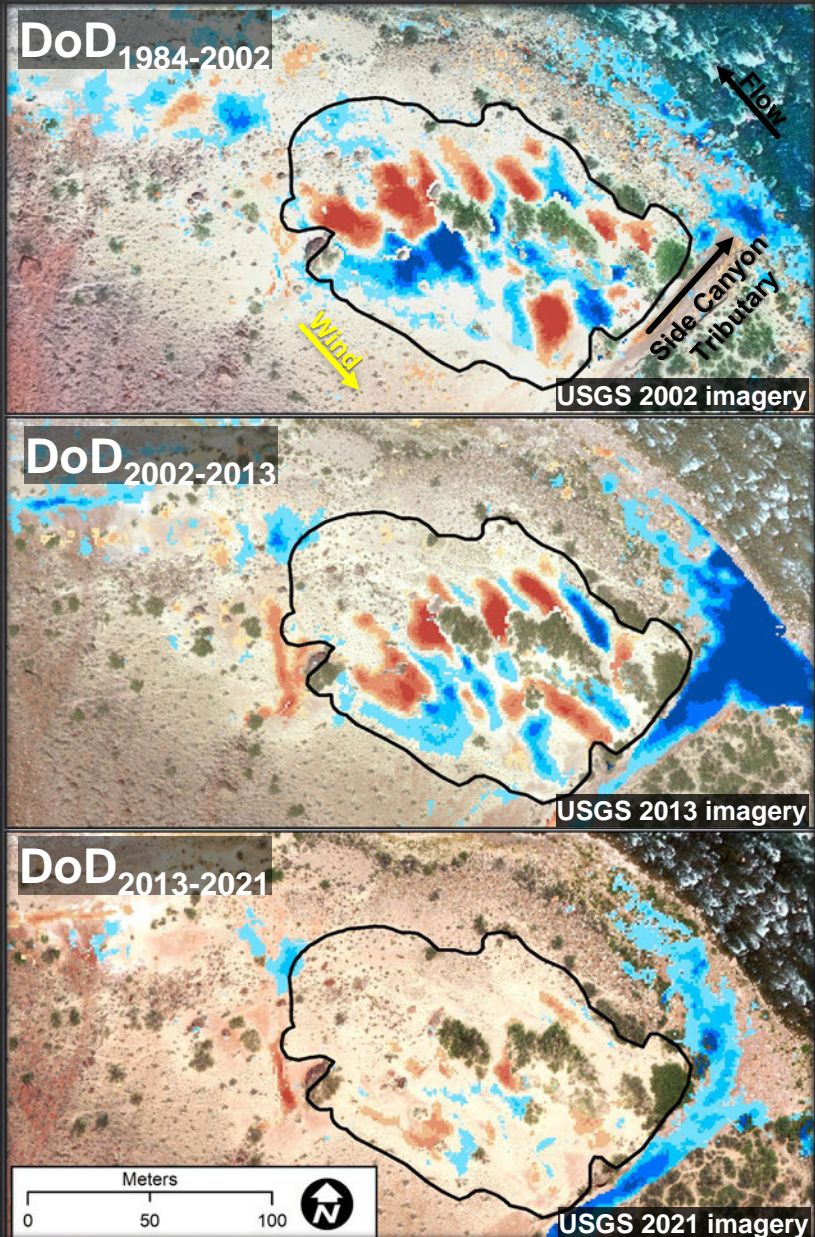 DoD1984-2002
Flow
Side Canyon
Tributary
Wind
USGS 2002 imagery
DoD2002-2013
USGS 2013 imagery
DoD2013-2021
Meters
0 50 100
N
USGS 2021 imagery